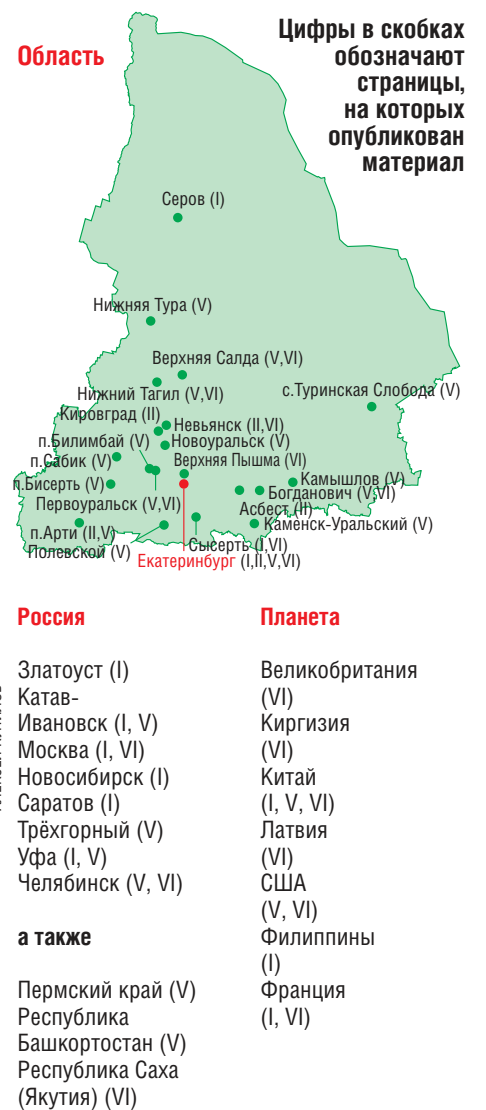 Область
Цифры в скобках
обозначают
страницы,
на которых
опубликован
материал
Серов (I)
Нижняя Тура (V)
Верхняя Салда (V,VI)
с.Туринская Слобода (V)
Нижний Тагил (V,VI)
Кировград (II)
Невьянск (II,VI)
п.Билимбай (V)
Новоуральск (V)
п.Сабик (V)
Верхняя Пышма (VI)
п.Бисерть (V)
Камышлов (V)
Богданович (V,VI)
Первоуральск (V,VI)
Асбест (II)
Каменск-Уральский (V)
п.Арти (II,V)
Полевской (V)
Сысерть (I,VI)
Екатеринбург (I,II,V,VI)
Россия
Златоуст (I)
Катав-
Ивановск (I, V)
Москва (I, VI)
Новосибирск (I)
Саратов (I)
Трёхгорный (V)
Уфа (I, V)
Челябинск (V, VI)
а также
Пермский край (V)
Республика
Башкортостан (V)
Республика Саха
(Якутия) (VI)
Планета
Великобритания
(VI)
Киргизия
(VI)
Китай
(I, V, VI)
Латвия
(VI)
США
(V, VI)
Филиппины
(I)
Франция
(I, VI)